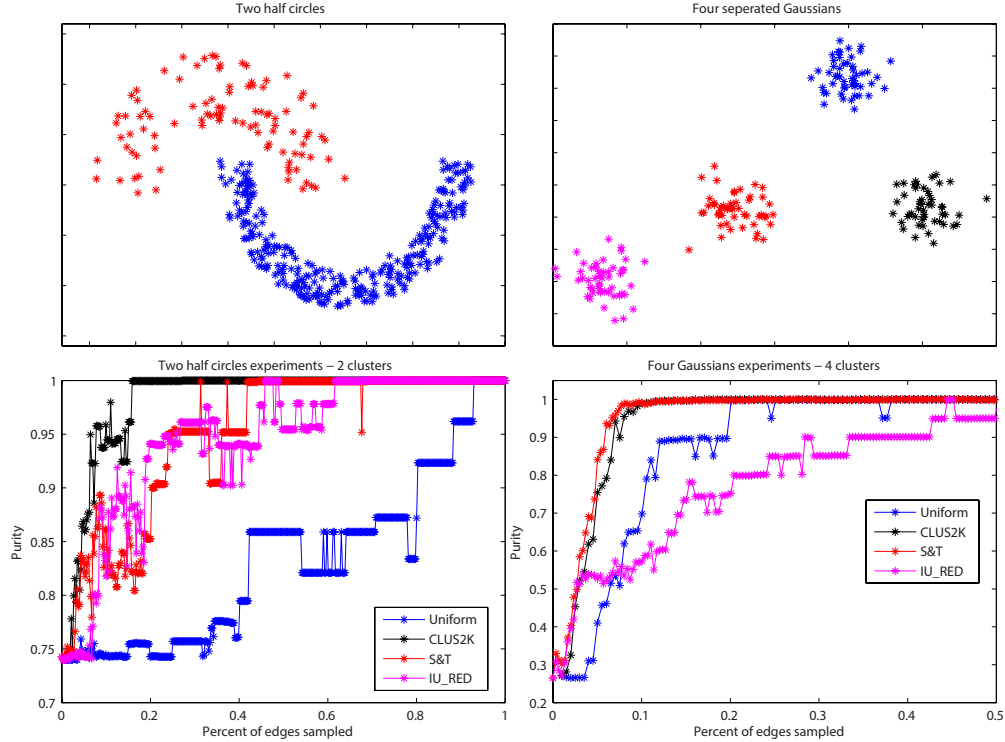 Two half circles
Four seperated Gaussians
Two half circles experiments – 2 clusters
1
0.95
0.9
0.85
0.8
0.75
0.7
Purity
0
0.2
0.4
0.6
0.8
1
Percent of edges sampled
Uniform
CLUS2K
S&T
IU_RED
Four Gaussians experiments – 4 clusters
1
0.9
0.8
0.7
0.6
0.5
0.4
0.3
0.2
Purity
0
0.1
0.2
0.3
0.4
0.5
Percent of edges sampled
Uniform
CLUS2K
S&T
IU_RED